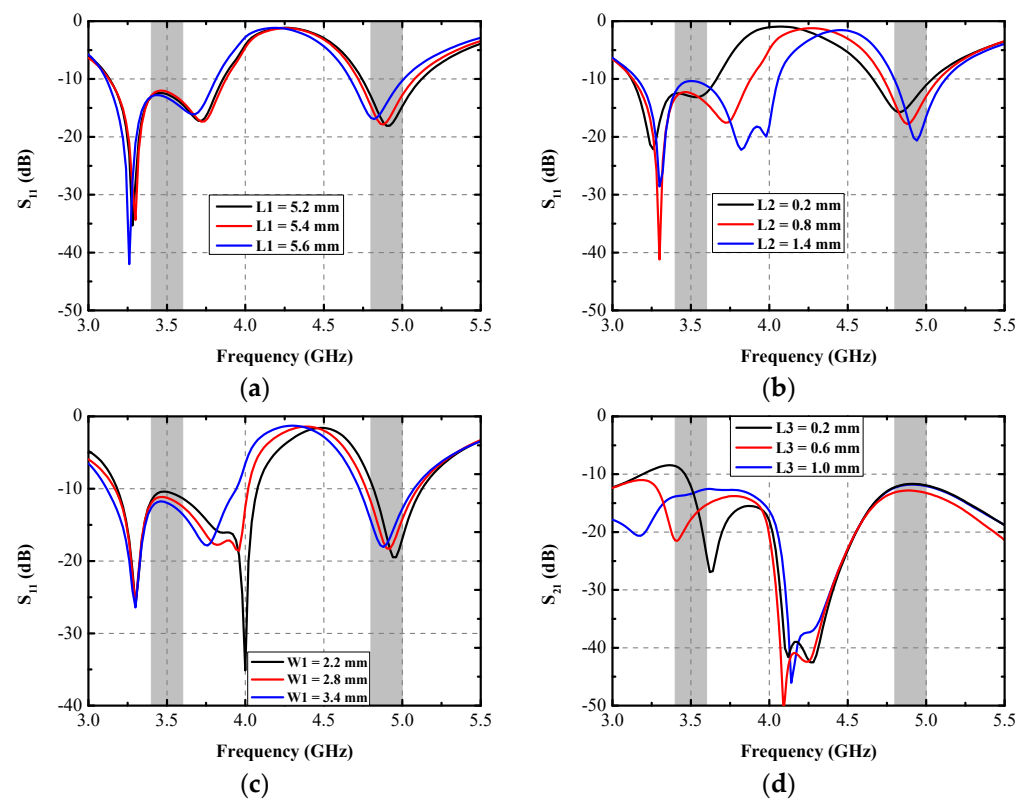 0
-10
-20
-30
-40
-50
S11 (dB)
L1 = 5.2 mm
L1 = 5.4 mm
L1 = 5.6 mm
3.0 3.5 4.0 4.5 5.0 5.5
Frequency (GHz)
(a)
0
-10
-20
-30
-40
-50
S11 (dB)
L2 = 0.2 mm
L2 = 0.8 mm
L2 = 1.4 mm
3.0 3.5 4.0 4.5 5.0 5.5
Frequency (GHz)
(b)
0
-10
-20
-30
-40
S11 (dB)
W1 = 2.2 mm
W1 = 2.8 mm
W1 = 3.4 mm
3.0 3.5 4.0 4.5 5.0 5.5
Frequency (GHz)
(c)
0
-10
-20
-30
-40
-50
S21 (dB)
L3 = 0.2 mm
L3 = 0.6 mm
L3 = 1.0 mm
3.0 3.5 4.0 4.5 5.0 5.5
Frequency (GHz)
(d)